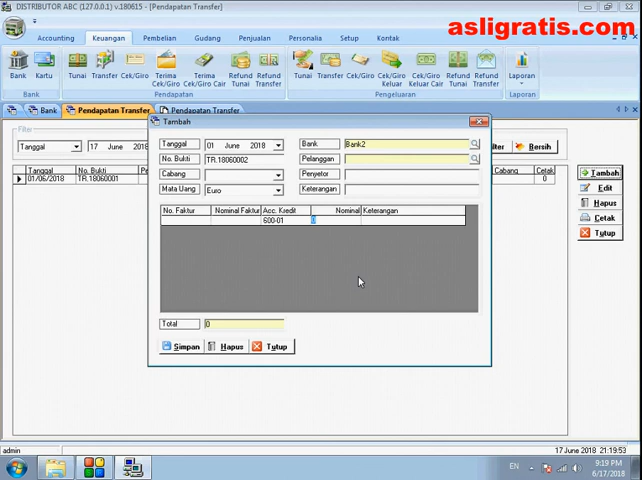 DISTRIBUTOR ABC (127.0.0.1) v.180615 - [Pendapatan Transfer]
asligratis.com
Accounting Keuangan Pembelian Gudang Penjualan Personalia Setup Kontak
Bank Kartu Tunai Transfer Cek/Giro Terima Cek/Giro Terima Cek/Giro Cair Refund Tunai Refund Transfer Tunai Transfer Cek/Giro Cek/Giro Keluar Cek/Giro Keluar Cair Refund Tunai Refund Transfer Laporan
Bank Pendapatan Pengeluaran Laporan
Bank Pendapatan Transfer Pendapatan Transfer
Filter
Tanggal 17 June Bersih
Tanggal No. Bukti Cabang Cetak
01/06/2018 TR.18060001 0
Tambah
Edit
Hapus
Cetak
Tutup
Tambah
Tanggal 01 June 2018 Bank Bank2
No. Bukti TR.18060002 Pelanggan
Cabang Penyetor
Mata Uang Euro Keterangan
No. Faktur Nominal Faktur Acc. Kredit Nominal Keterangan
600-01 0
Total 0
Simpan Hapus Tutup
admin 17 June 2018 21:19:53
EN 9:19 PM
6/17/2018